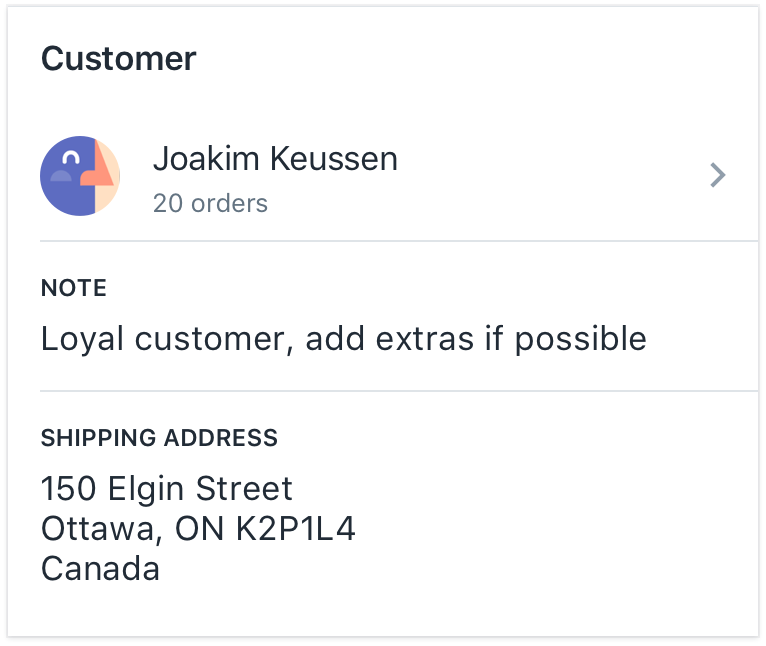 Customer
Joakim Keussen
20 orders
NOTE
Loyal customer, add extras if possible
SHIPPING ADDRESS
150 Elgin Street
Ottawa, ON K2P1L4
Canada